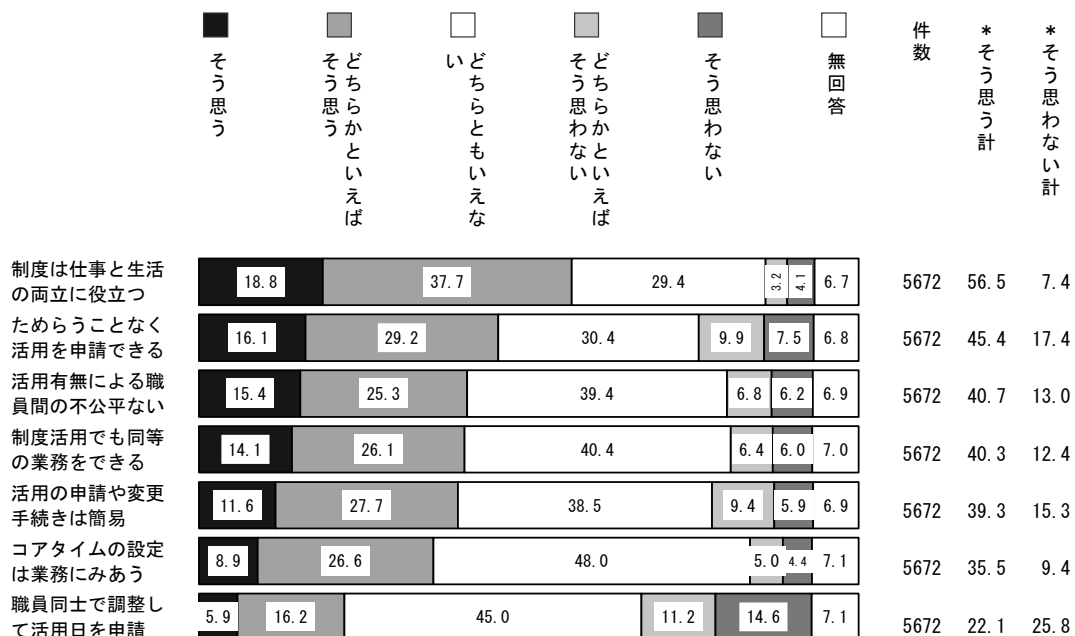 そう思う
どちらかといえば
そう思う
どちらともいえな
い
どちらかといえば
そう思わない
そう思わない
無回答
件数
*そう思う計
*そう思わない計
制度は仕事と生活
の両立に役立つ
18.8 37.7 29.4 3.2 4.1 6.7 5672 56.5 7.4
ためらうことなく
活用を申請できる
16.1 29.2 30.4 9.9 7.5 6.8 5672 45.4 17.4
活用有無による職
員間の不公平ない
15.4 25.3 39.4 6.8 6.2 6.9 5672 40.7 13.0
制度活用でも同等
の業務をできる
14.1 26.1 40.4 6.4 6.0 7.0 5672 40.3 12.4
活用の申請や変更
手続きは簡易
11.6 27.7 38.5 9.4 5.9 6.9 5672 39.3 15.3
コアタイムの設定
は業務にみあう
8.9 26.6 48.0 5.0 4.4 7.1 5672 35.5 9.4
職員同士で調整し
て活用日を申請
5.9 16.2 45.0 11.2 14.6 7.1 5672 22.1 25.8